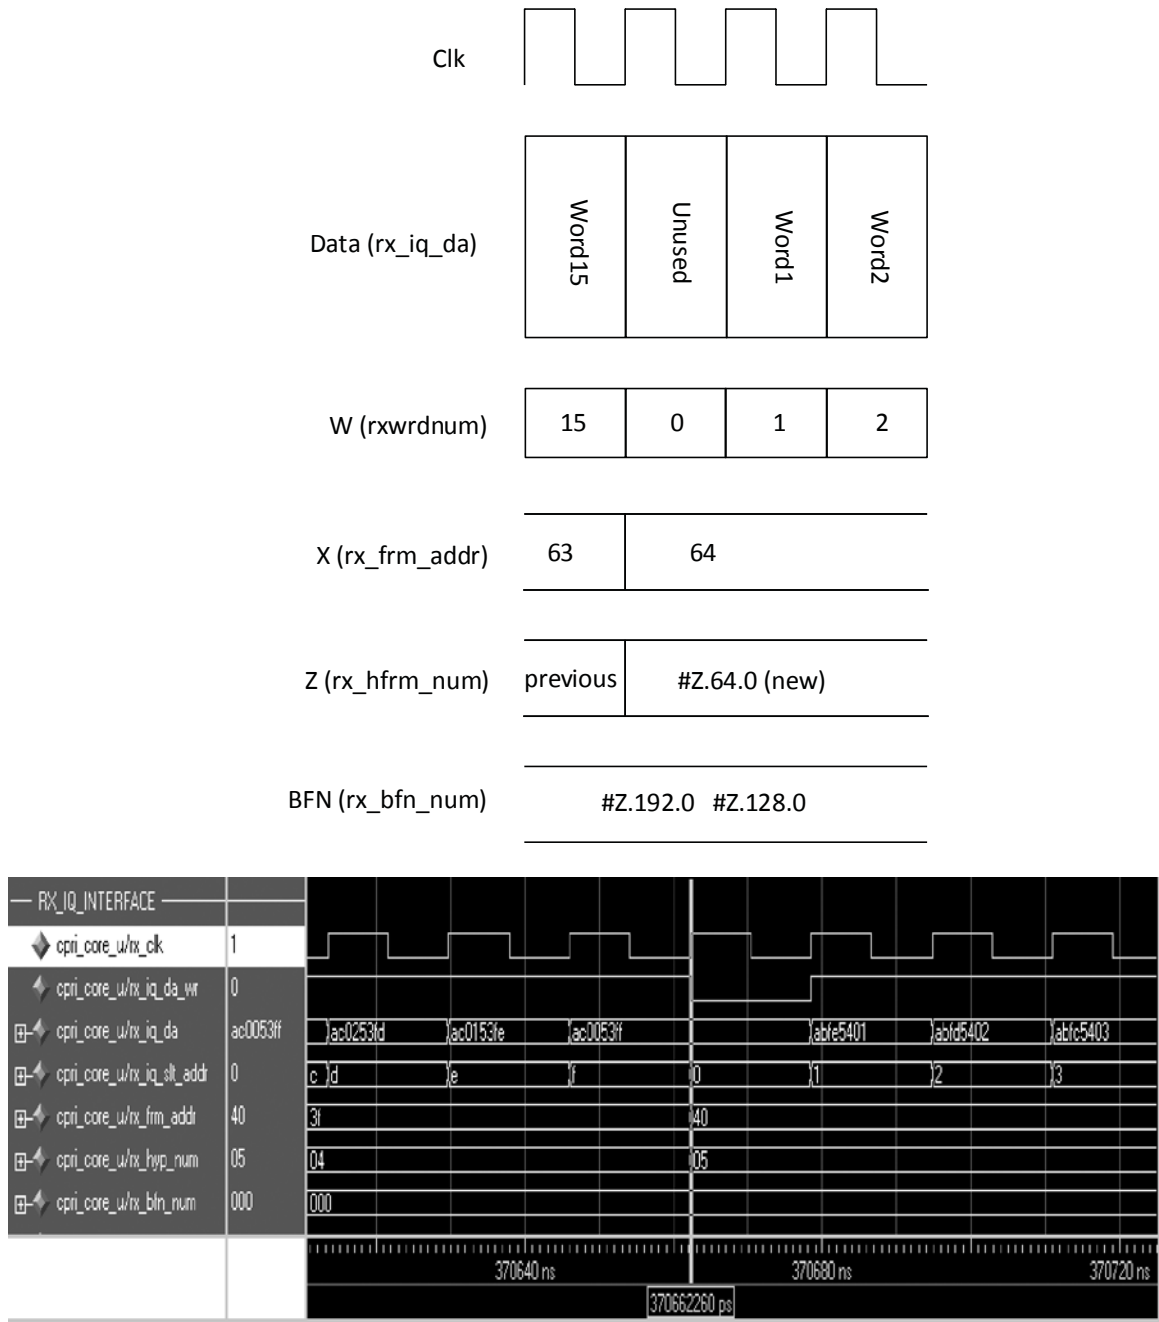 Clk
Data (rx_iq_da)
Word15 Unused Word1 Word2
W (rxwrdnum) 15 0 1 2
X (rx_frm_addr) 63 64
Z (rx_hfrm_num) previous #Z.64.0 (new)
BFN (rx_bfn_num) #Z.192.0 #Z.128.0
RX_IQ_INTERFACE
cpri_core_u/rx_clk 1
cpri_core_u/rx_iq_da_wr 0
cpri_core_u/rx_iq_da ac0053ff ac0253fd ac0153fe ac0053ff abfe5401 abfd5402 abfc5403
cpri_core_u/rx_iq_slt_addr 0 c d e f 0 1 2 3
cpri_core_u/rx_frm_addr 40 3f 40
cpri_core_u/rx_hyp_num 05 04 05
cpri_core_u/rx_bfn_num 000 000
370640 ns 370680 ns 370720 ns
370662260 ps